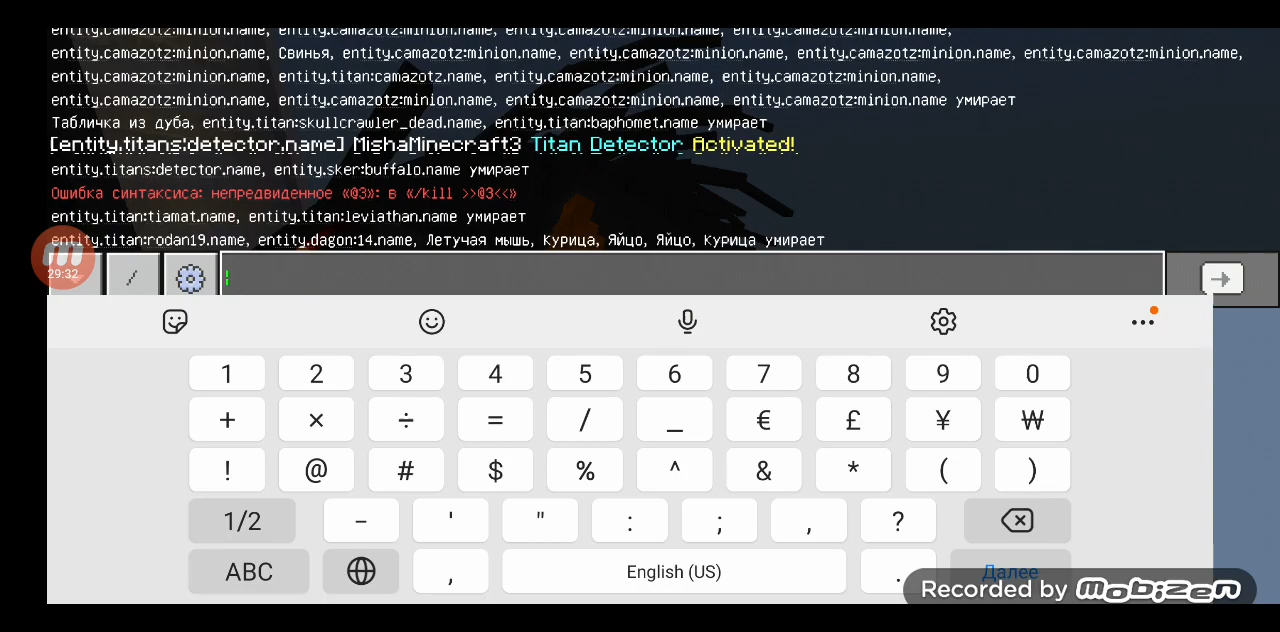 entity.camazotz:minion.name, entity.camazotz:minion.name, entity.camazotz:minion.name, entity.camazotz:minion.name,
entity.camazotz:minion.name, Свинья, entity.camazotz:minion.name, entity.camazotz:minion.name, entity.camazotz:minion.name, entity.camazotz:minion.name,
entity.camazotz:minion.name, entity.titan:camazotz.name, entity.camazotz:minion.name, entity.camazotz:minion.name,
entity.camazotz:minion.name, entity.camazotz:minion.name, entity.camazotz:minion.name, entity.camazotz:minion.name умирает
Табличка из дуба, entity.titan:skullcrawler_dead.name, entity.titan:baphomet.name умирает
[entity.titans:detector.name] MishaMinecraft3 Titan Detector Activated!
entity.titans:detector.name, entity.sker:buffalo.name умирает
Ошибка синтаксиса: непредвиденное «@3»: в «/kill >>@3<<»
entity.titan:tiamat.name, entity.titan:leviathan.name умирает
entity.titan:rodan19.name, entity.dagon:14.name, Летучая мышь, Курица, Яйцо, Яйцо, Курица умирает
29:32
/
1 2 3 4 5 6 7 8 9 0
+ × ÷ = / _ € £ ¥ ₩
! @ # $ % ^ & * ( )
1/2 - ' " : ; , ?
ABC , English (US) . Далее
Recorded by mobizen